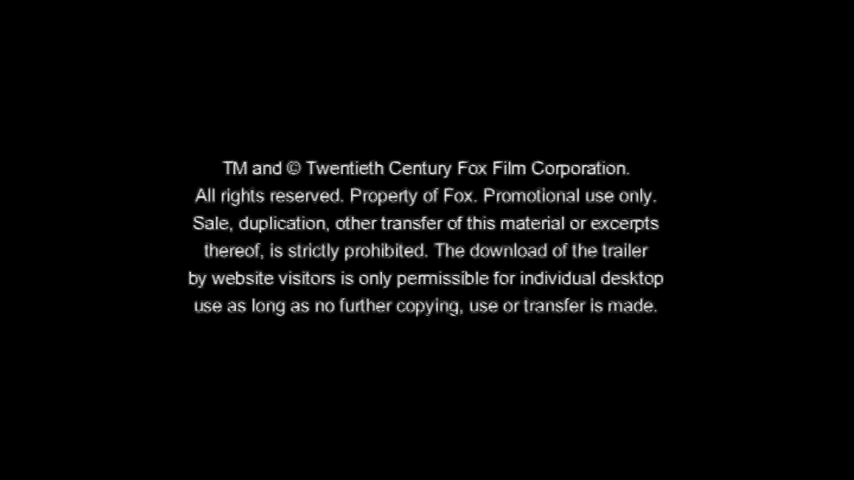 TM and © Twentieth Century Fox Film Corporation.
All rights reserved. Property of Fox. Promotional use only.
Sale, duplication, other transfer of this material or excerpts
thereof, is strictly prohibited. The download of the trailer
by website visitors is only permissible for individual desktop
use as long as no further copying, use or transfer is made.